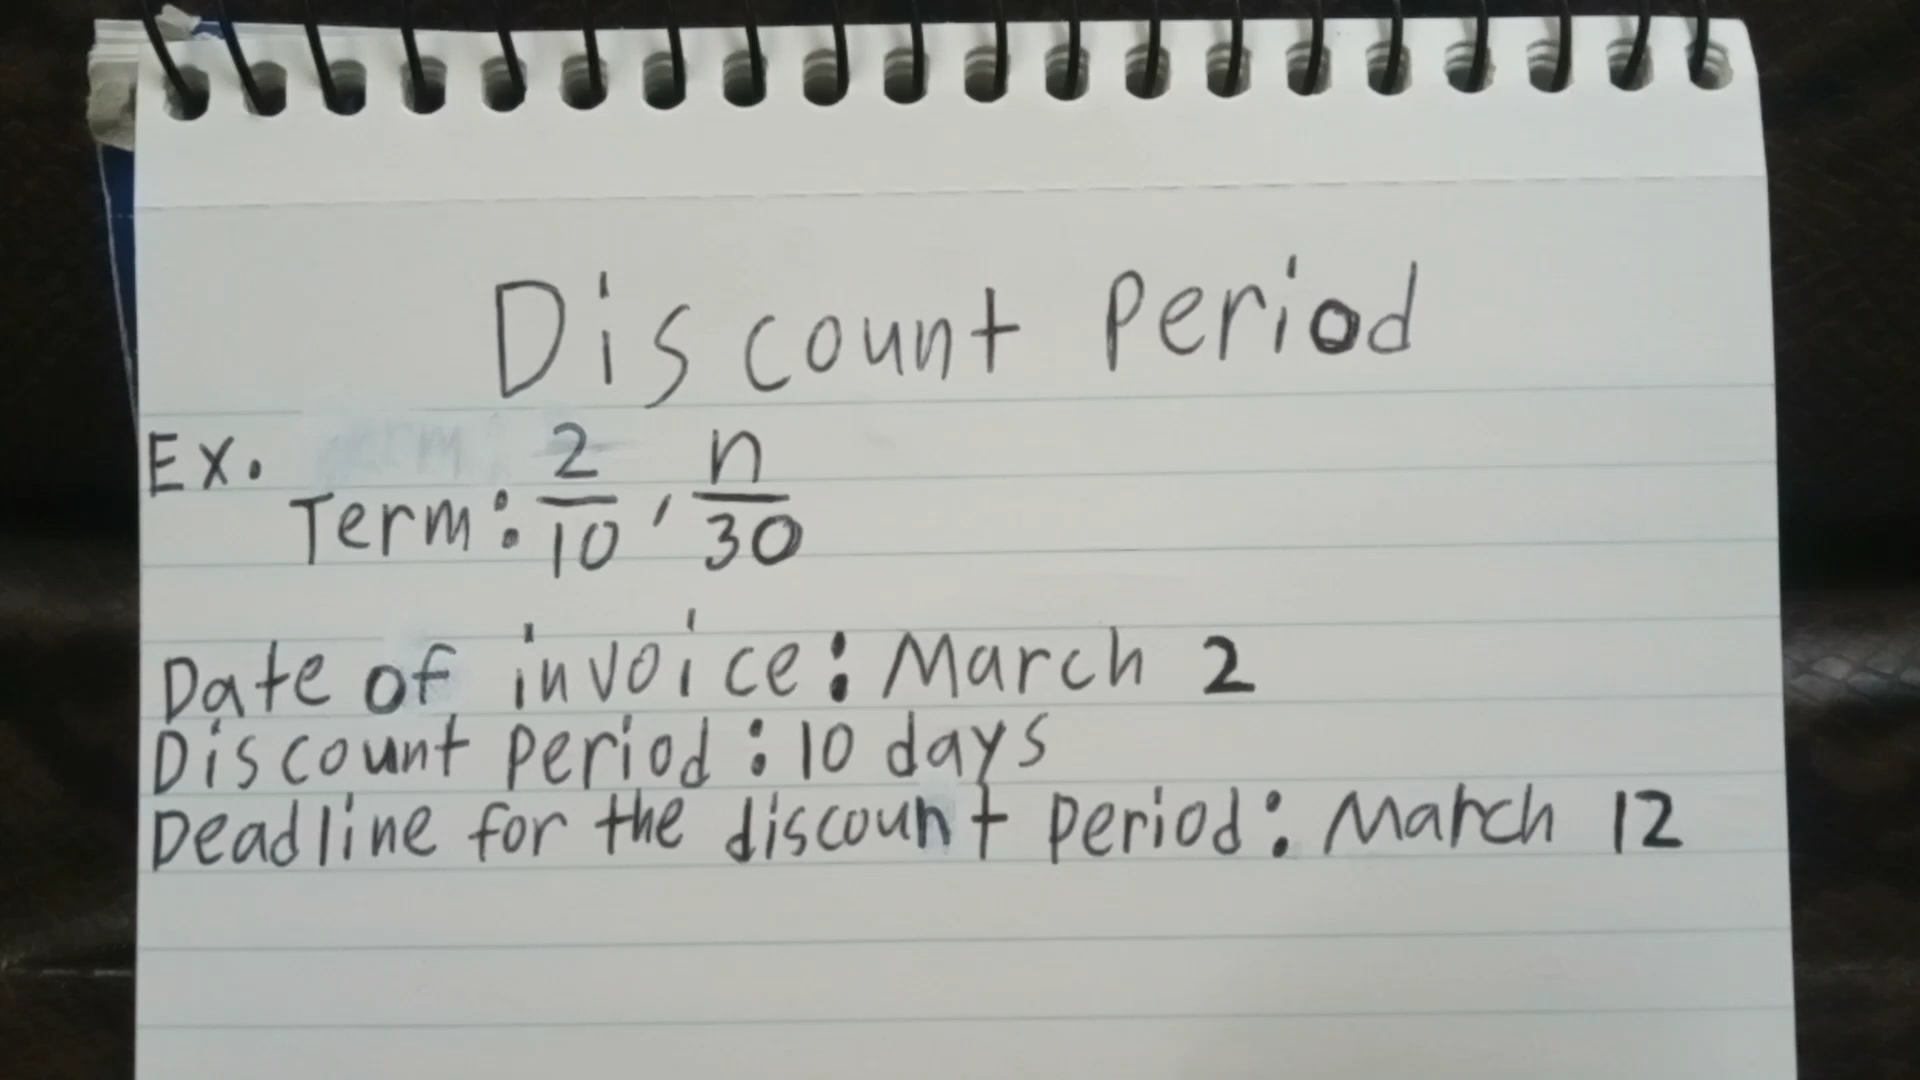 Discount Period
Ex.
Term: 2/10, n/30
Date of invoice: March 2
Discount period: 10 days
Deadline for the discount period: March 12